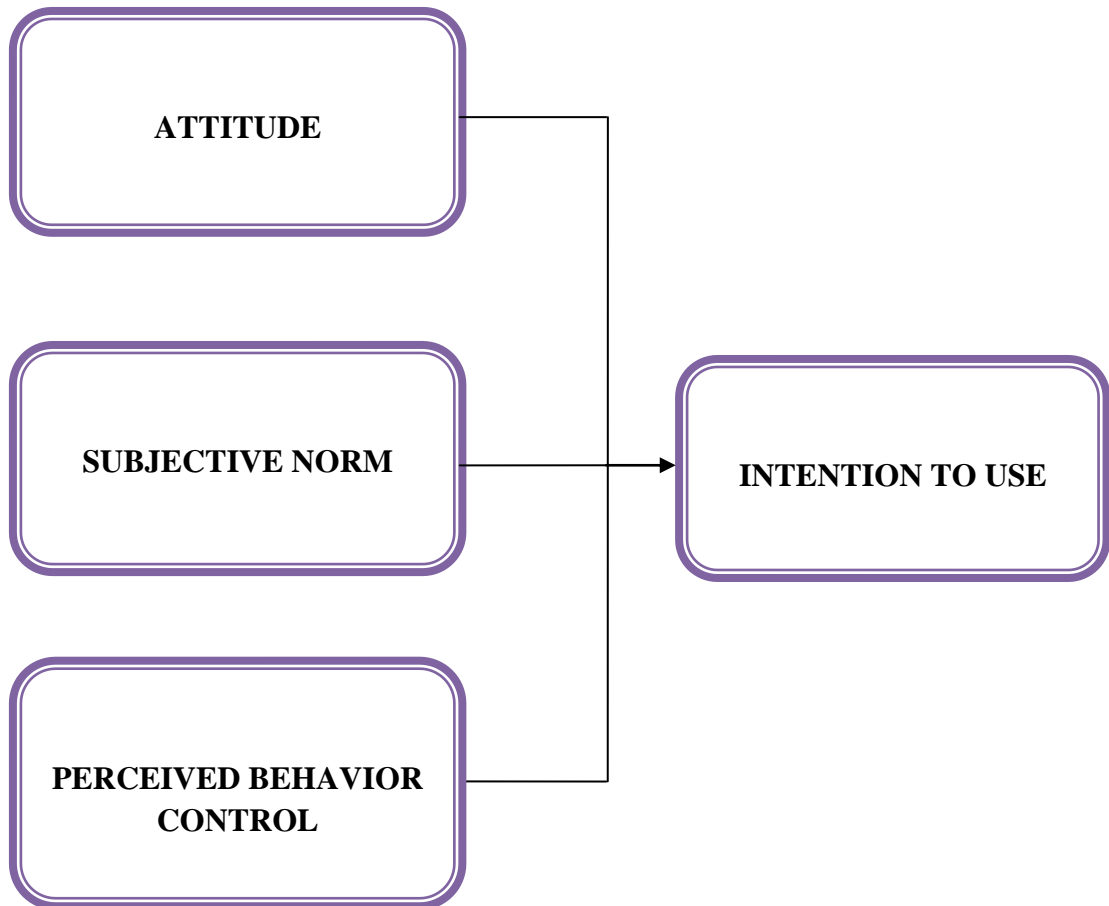 ATTITUDE
SUBJECTIVE NORM
INTENTION TO USE
PERCEIVED BEHAVIOR
CONTROL